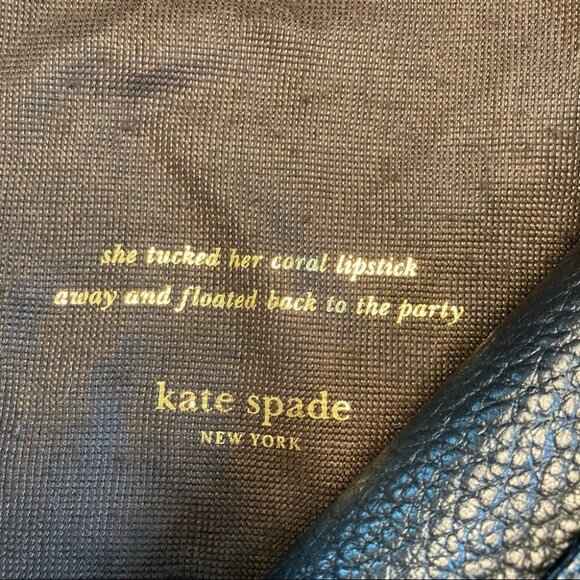 she tucked her coral lipstick
away and floated back to the party
kate spade
NEW YORK